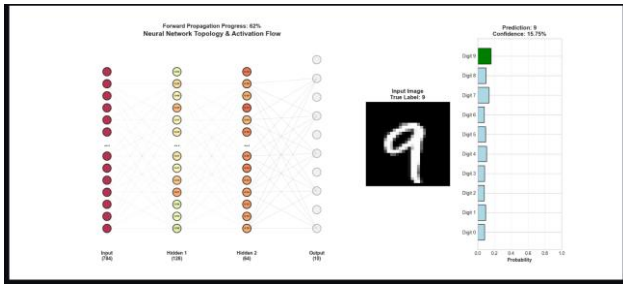 Forward Propagation Progress: 62%
Neural Network Topology & Activation Flow
Input
(784)
Hidden 1
(128)
Hidden 2
(64)
Output
(10)
Input Image
True Label: 9
Prediction: 9
Confidence: 15.75%
Digit 9
Digit 8
Digit 7
Digit 6
Digit 5
Digit 4
Digit 3
Digit 2
Digit 1
Digit 0
0.0 0.2 0.4 0.6 0.8 1.0
Probability